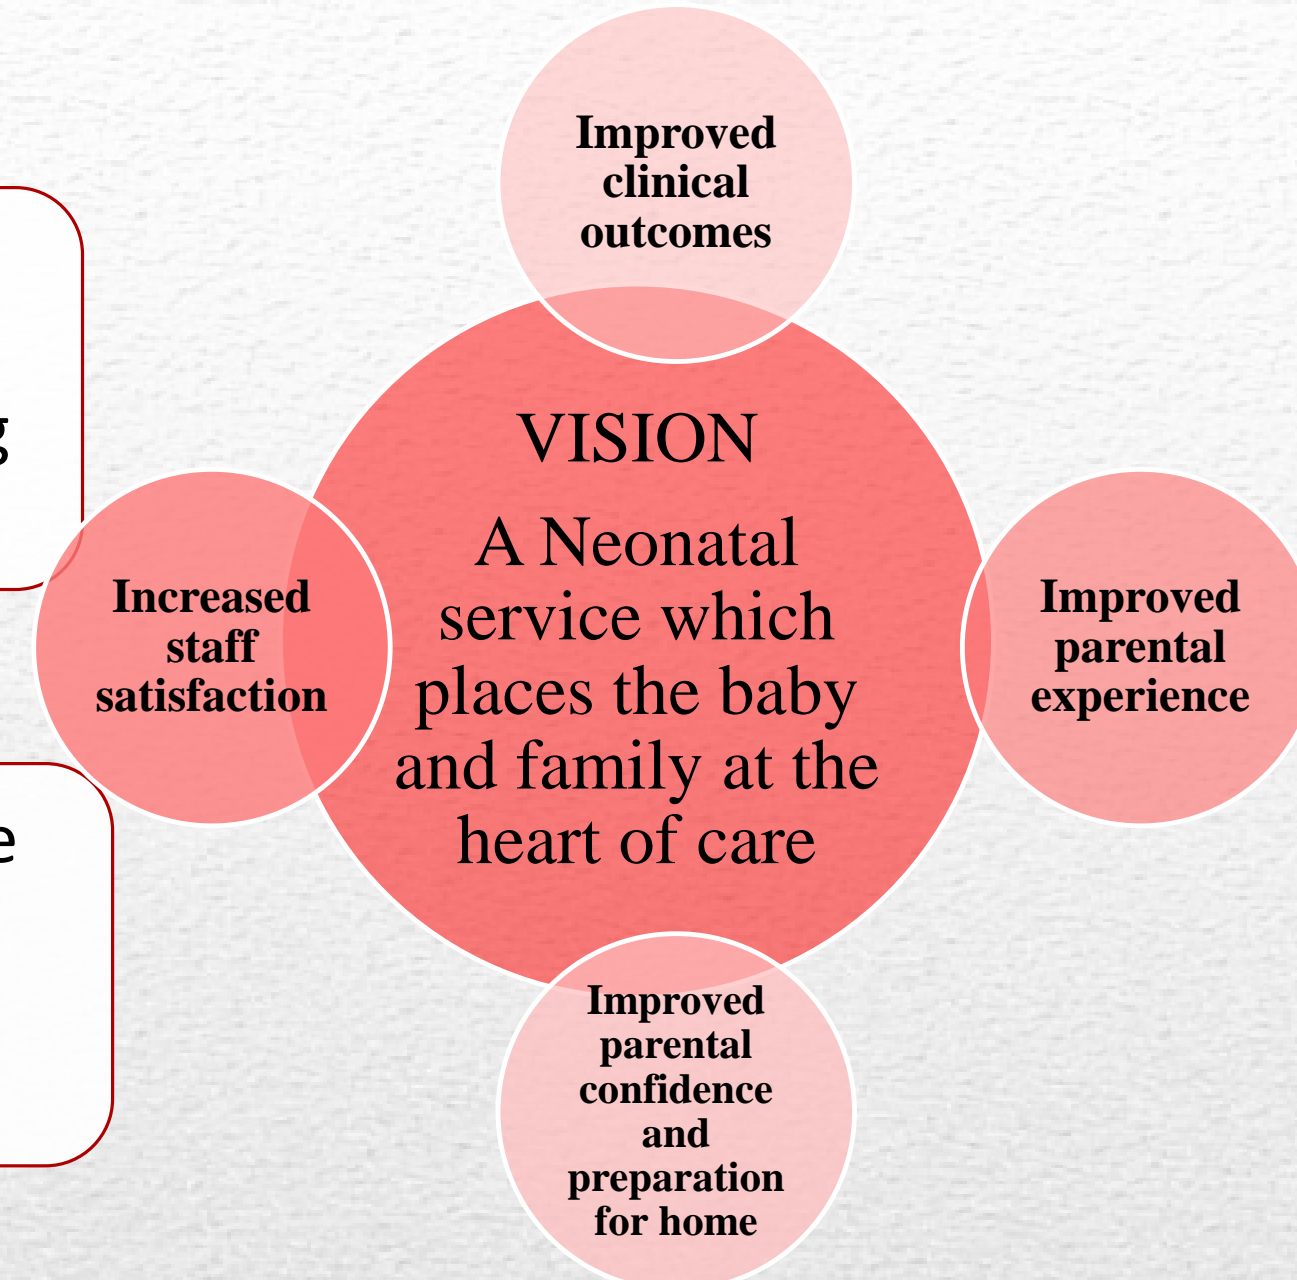 Improved
clinical
outcomes
VISION
A Neonatal
service which
places the baby
and family at the
heart of care
Increased
staff
satisfaction
Improved
parental
experience
Improved
parental
confidence
and
preparation
for home